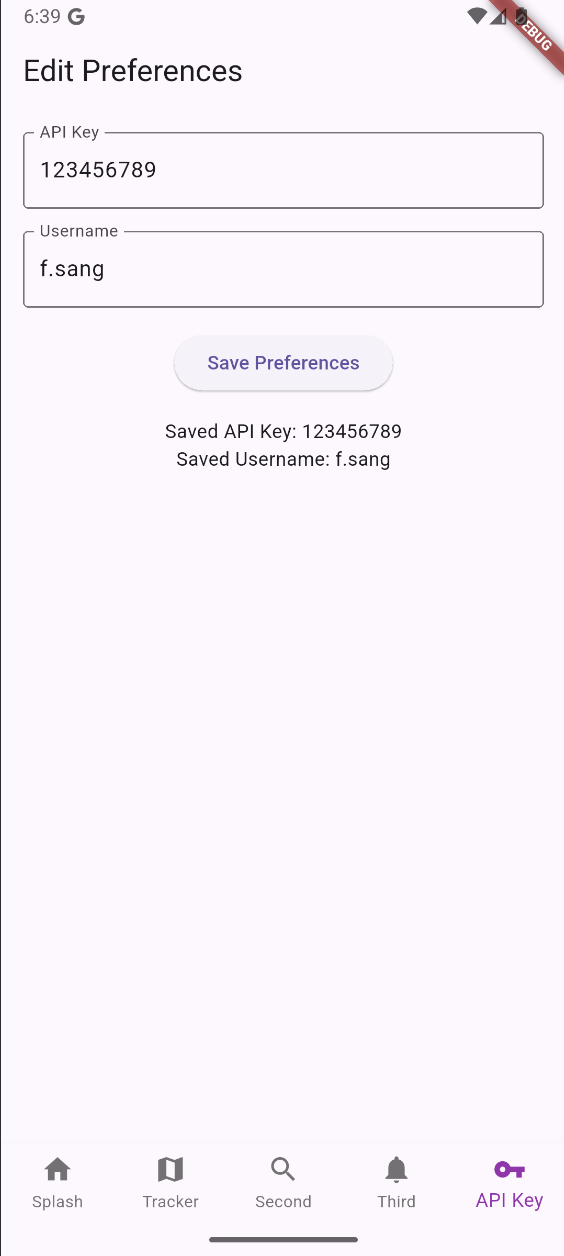 6:39 G
DEBUG
Edit Preferences
API Key
123456789
Username
f.sang
Save Preferences
Saved API Key: 123456789
Saved Username: f.sang
Splash
Tracker
Second
Third
API Key